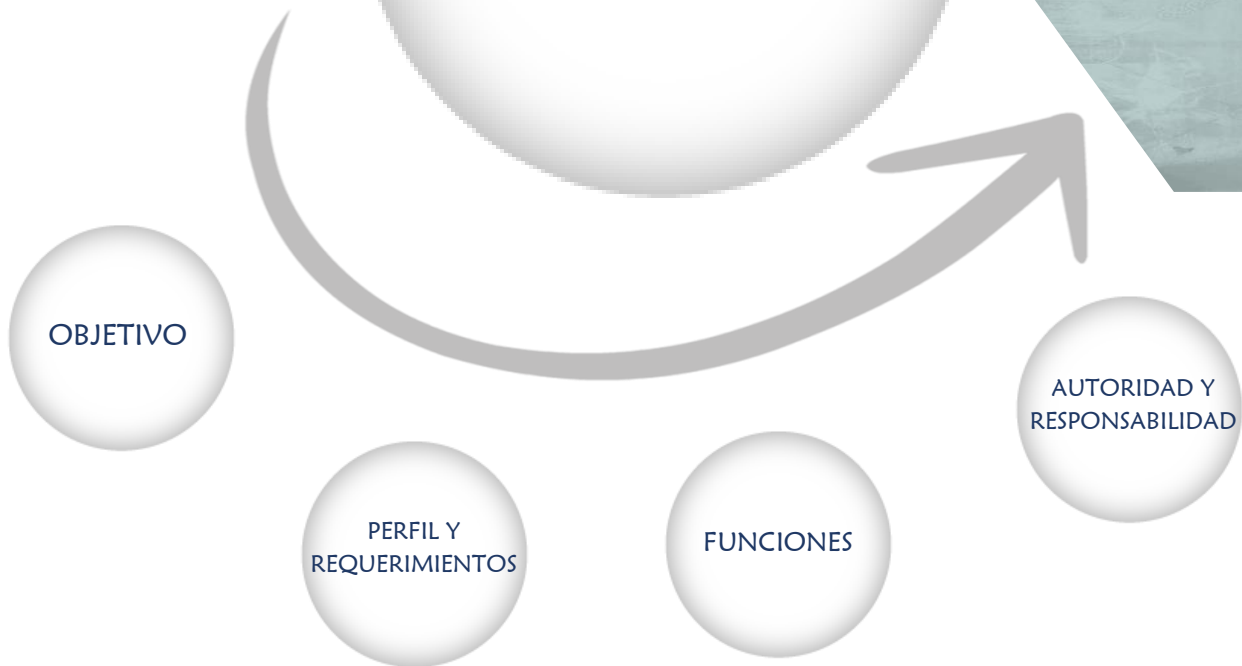 OBJETIVO
PERFIL Y
REQUERIMIENTOS
FUNCIONES
AUTORIDAD Y
RESPONSABILIDAD